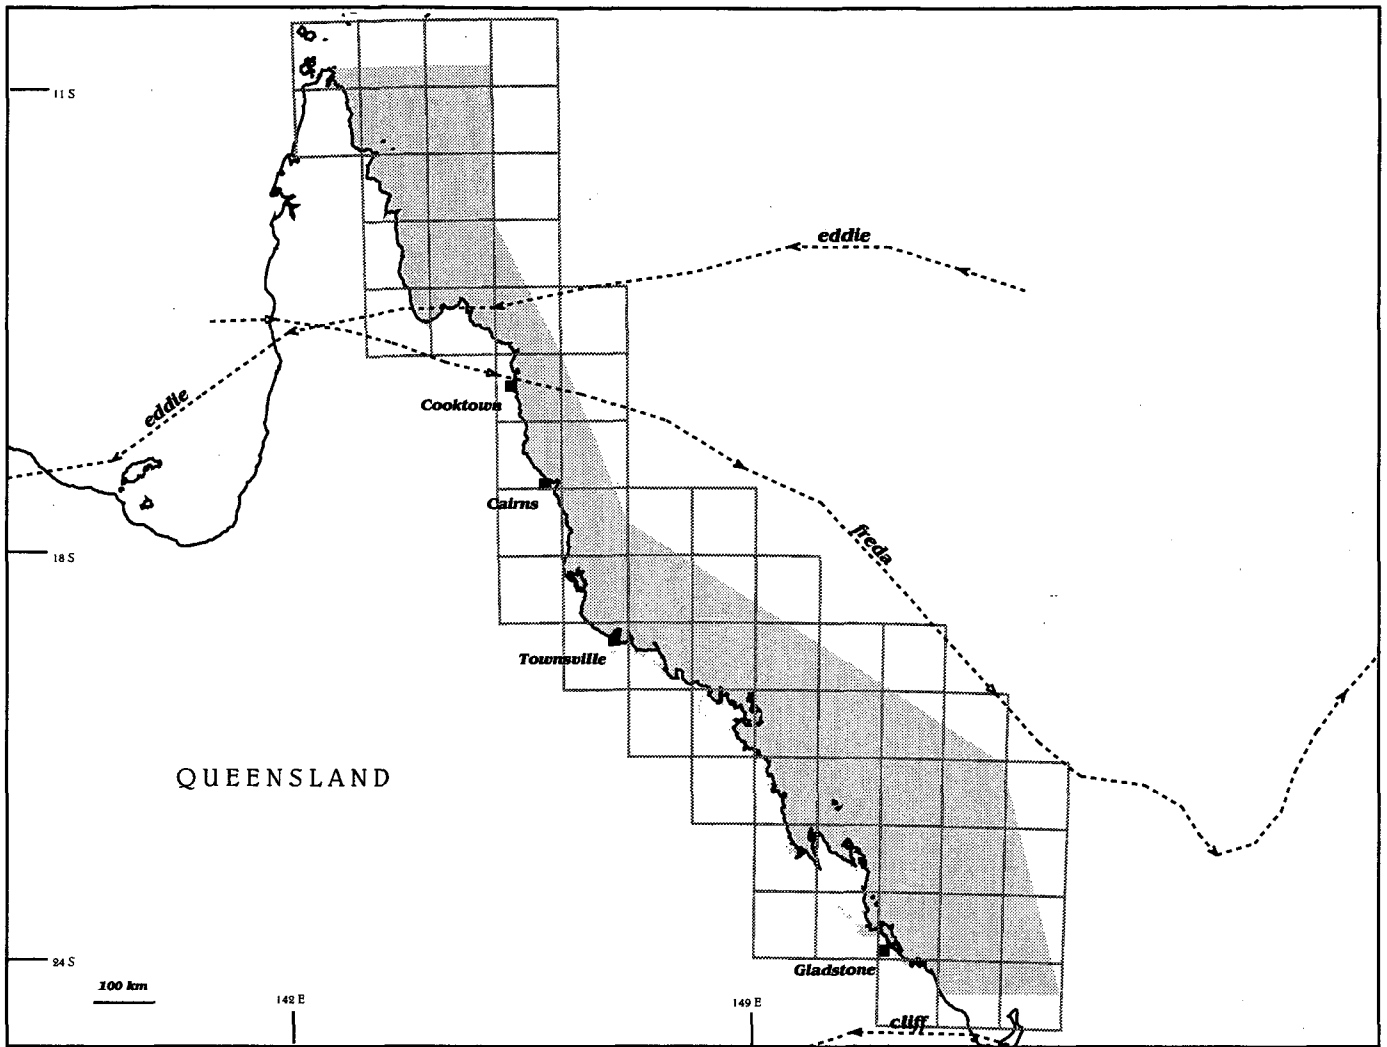 11 S
eddie
eddie
Cooktown
Cairns
freda
18 S
Townsville
QUEENSLAND
24 S
Gladstone
100 km
142 E
149 E
cliff